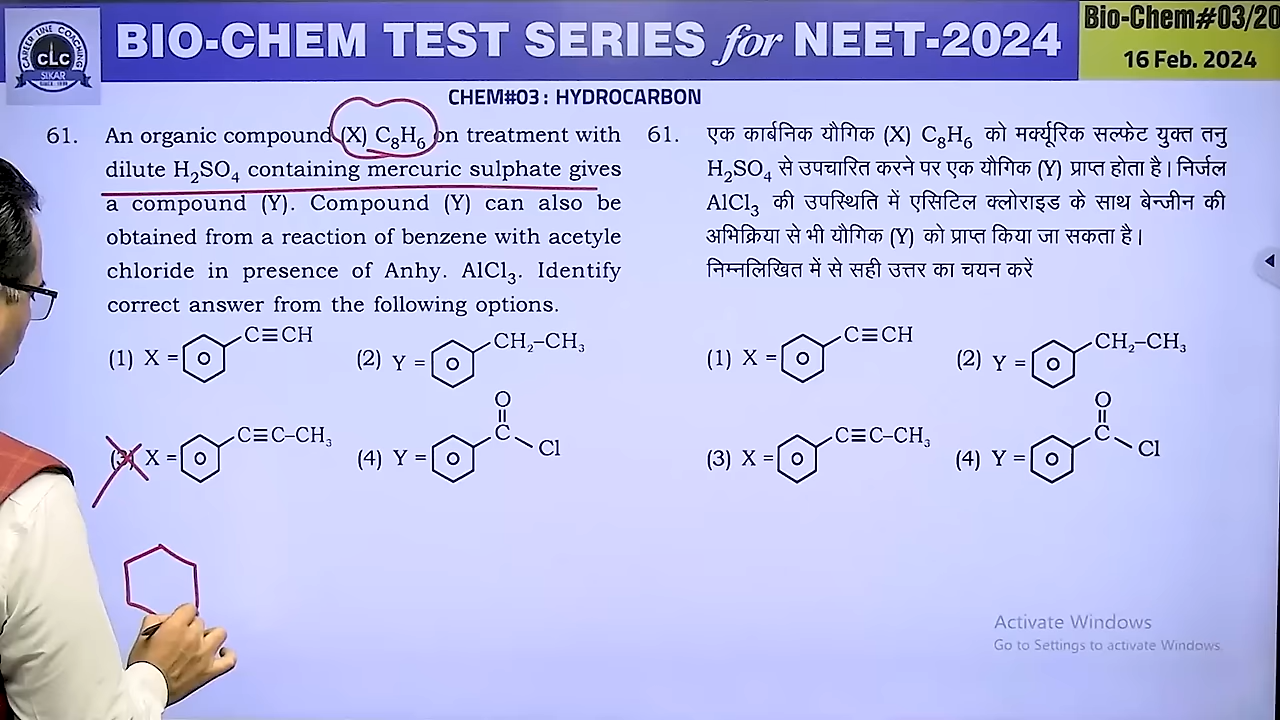 CAREER LINE COACHING
CLC
SIKAR
BIO-CHEM TEST SERIES for NEET-2024
Bio-Chem#03/20
16 Feb. 2024
CHEM#03 : HYDROCARBON
61. An organic compound (X) C₈H₆ on treatment with
dilute H₂SO₄ containing mercuric sulphate gives
a compound (Y). Compound (Y) can also be
obtained from a reaction of benzene with acetyle
chloride in presence of Anhy. AlCl₃. Identify
correct answer from the following options.
(1) X = C≡CH
(2) Y = CH₂–CH₃
(3) X = C≡C–CH₃
(4) Y = O C Cl
61. एक कार्बनिक यौगिक (X) C₈H₆ को मर्क्यूरिक सल्फेट युक्त तनु
H₂SO₄ से उपचारित करने पर एक यौगिक (Y) प्राप्त होता है। निर्जल
AlCl₃ की उपस्थिति में एसिटिल क्लोराइड के साथ बेन्जीन की
अभिक्रिया से भी यौगिक (Y) को प्राप्त किया जा सकता है।
निम्नलिखित में से सही उत्तर का चयन करें
(1) X = C≡CH
(2) Y = CH₂–CH₃
(3) X = C≡C–CH₃
(4) Y = O C Cl
Activate Windows
Go to Settings to activate Windows.